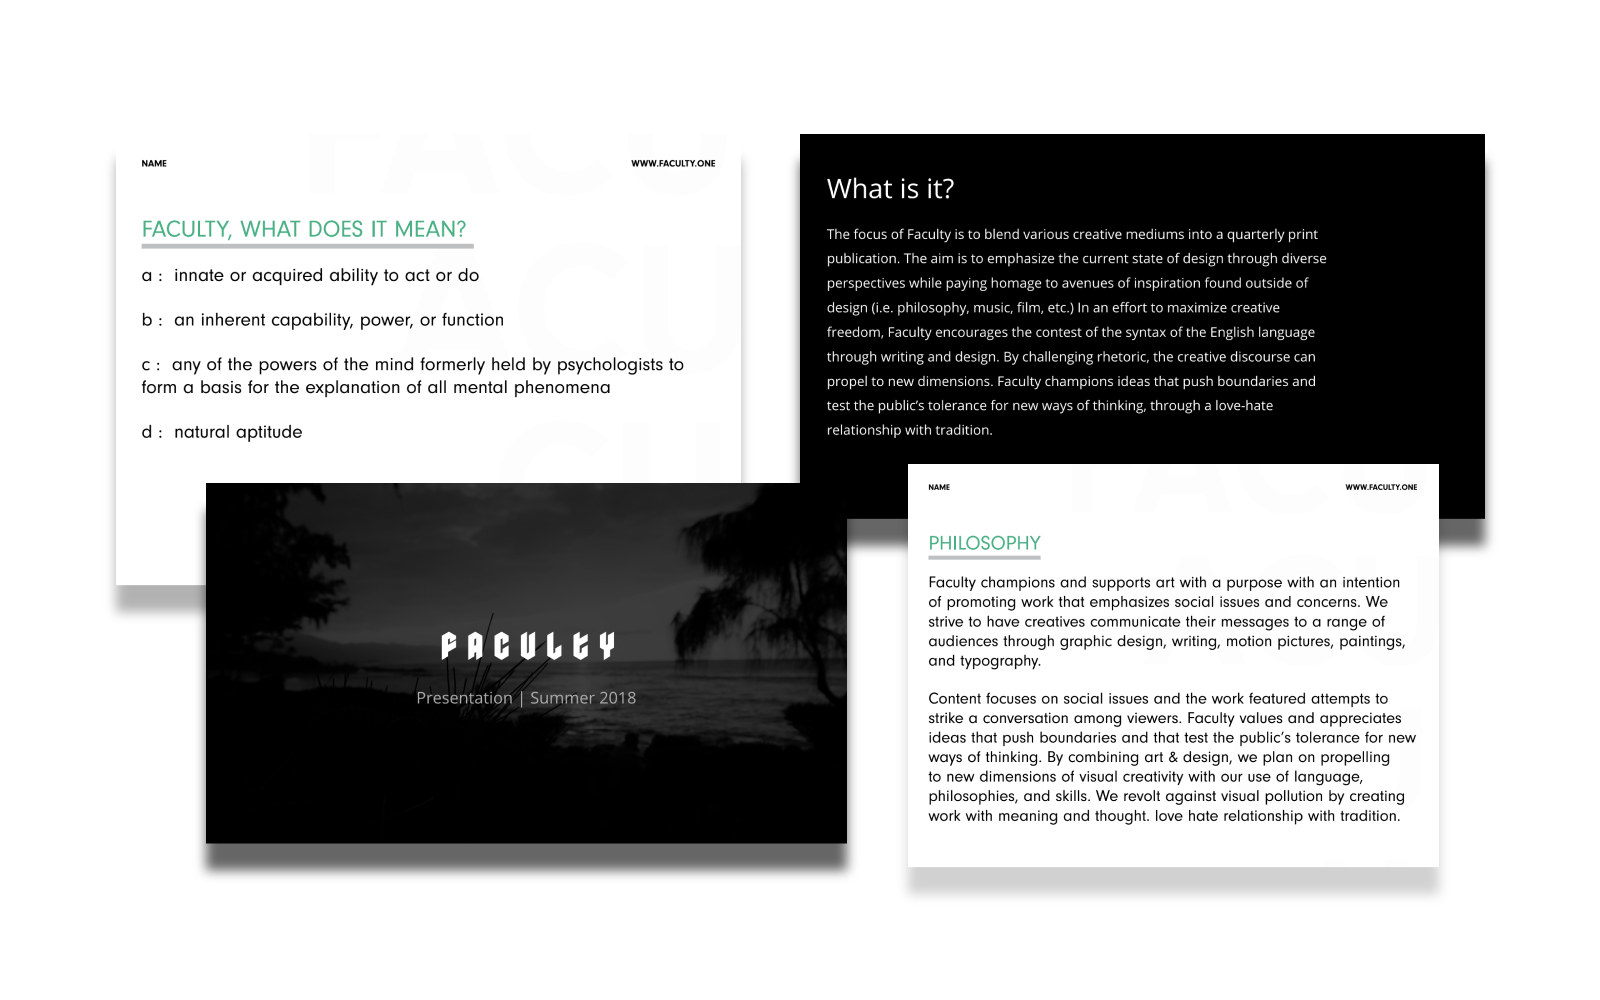 NAME
WWW.FACULTY.ONE
FACULTY, WHAT DOES IT MEAN?
a :  innate or acquired ability to act or do
b :  an inherent capability, power, or function
c :  any of the powers of the mind formerly held by psychologists to
form a basis for the explanation of all mental phenomena
d :  natural aptitude
What is it?
The focus of Faculty is to blend various creative mediums into a quarterly print
publication. The aim is to emphasize the current state of design through diverse
perspectives while paying homage to avenues of inspiration found outside of
design (i.e. philosophy, music, film, etc.) In an effort to maximize creative
freedom, Faculty encourages the contest of the syntax of the English language
through writing and design. By challenging rhetoric, the creative discourse can
propel to new dimensions. Faculty champions ideas that push boundaries and
test the public’s tolerance for new ways of thinking, through a love-hate
relationship with tradition.
FACULTY
Presentation | Summer 2018
NAME
WWW.FACULTY.ONE
PHILOSOPHY
Faculty champions and supports art with a purpose with an intention
of promoting work that emphasizes social issues and concerns. We
strive to have creatives communicate their messages to a range of
audiences through graphic design, writing, motion pictures, paintings,
and typography.
Content focuses on social issues and the work featured attempts to
strike a conversation among viewers. Faculty values and appreciates
ideas that push boundaries and that test the public’s tolerance for new
ways of thinking. By combining art & design, we plan on propelling
to new dimensions of visual creativity with our use of language,
philosophies, and skills. We revolt against visual pollution by creating
work with meaning and thought. love hate relationship with tradition.